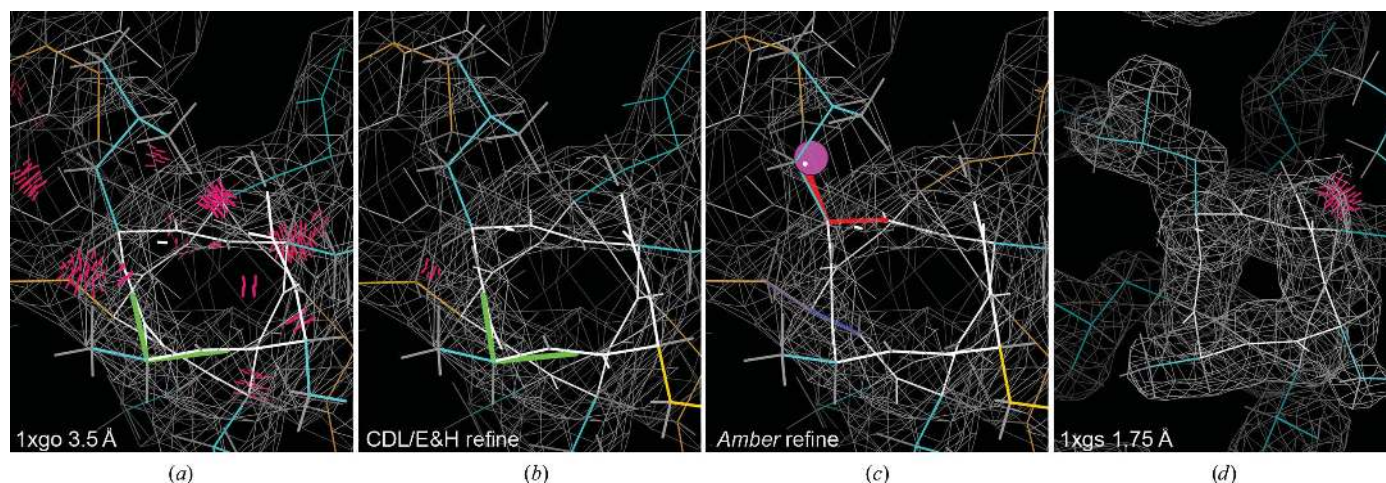 1xgo 3.5 Å
CDL/E&H refine
Amber refine
1xgs 1.75 Å
(a)
(b)
(c)
(d)